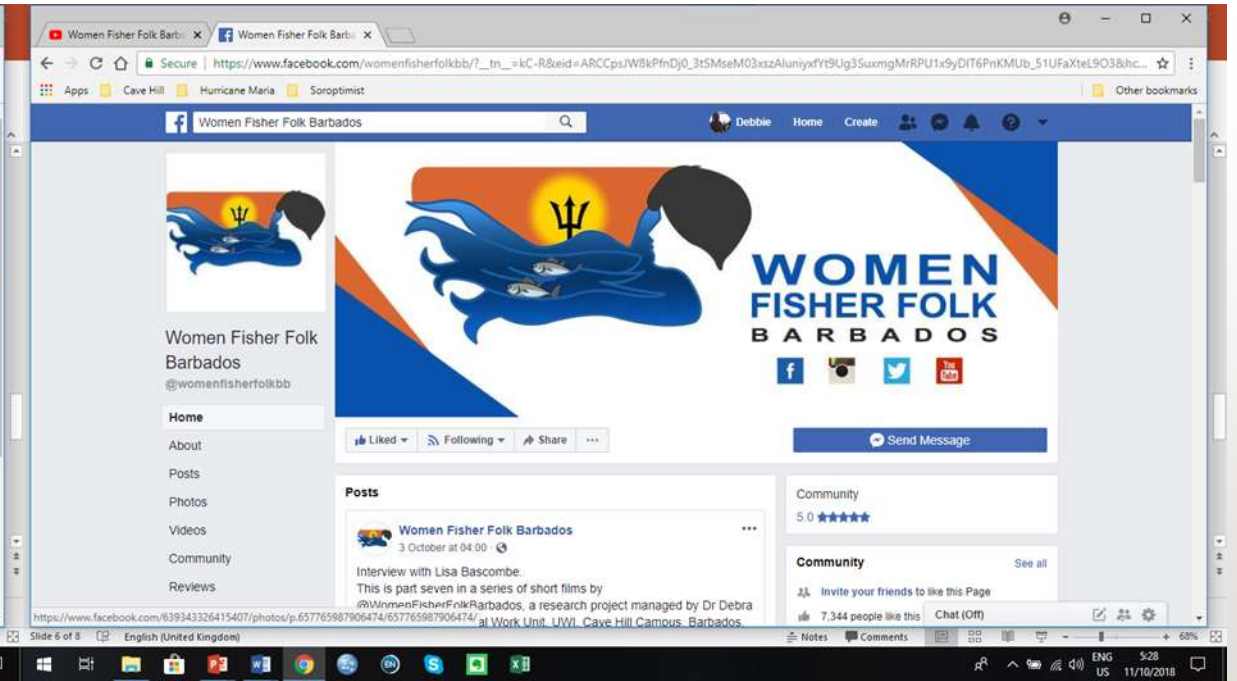 Women Fisher Folk Barb
Women Fisher Folk Barba
Secure
https://www.facebook.com/womenfisherfolkbb/?__tn__=kC-R&eid=
Apps
Cave Hill
Hurricane Maria
Soroptimist
Other bookmarks
Women Fisher Folk Barbados
Debbie
Home
Create
WOMEN
FISHER FOLK
BARBADOS
You
Tube
Women Fisher Folk
Barbados
@womenfisherfolkbb
Home
About
Posts
Photos
Videos
Community
Reviews
Liked
Following
Share
Send Message
Posts
Women Fisher Folk Barbados
3 October at 04:00
Interview with Lisa Bascombe.
This is part seven in a series of short films by
@WomenFisherFolkBarbados, a research project managed by Dr Debra
al Work Unit, UWI, Cave Hill Campus, Barbados.
Community
5.0
Community
See all
Invite your friends to like this Page
7,344 people like this
Chat (Off)
https://www.facebook.com/639343326415407/photos/p.657765987906474/657765987906474/
Slide 6 of 8
English (United Kingdom)
Notes
Comments
68%
ENG
US
5:28
11/10/2018